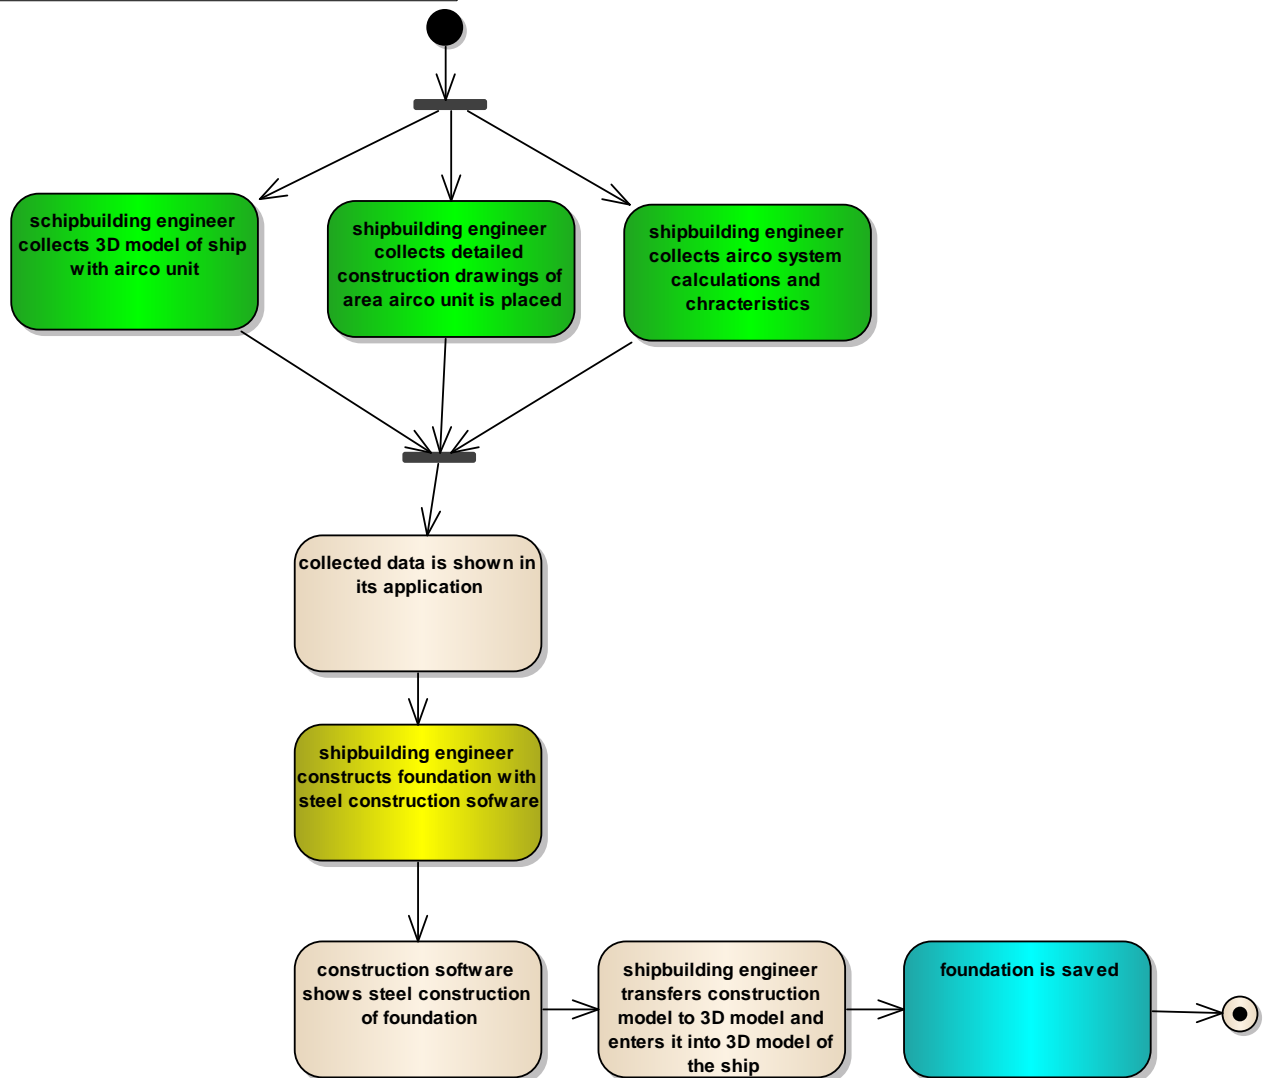 schipbuilding engineer
collects 3D model of ship
with airco unit
shipbuilding engineer
collects detailed
construction drawings of
area airco unit is placed
shipbuilding engineer
collects airco system
calculations and
chracteristics
collected data is shown in
its application
shipbuilding engineer
constructs foundation with
steel construction sofware
construction software
shows steel construction
of foundation
shipbuilding engineer
transfers construction
model to 3D model and
enters it into 3D model of
the ship
foundation is saved